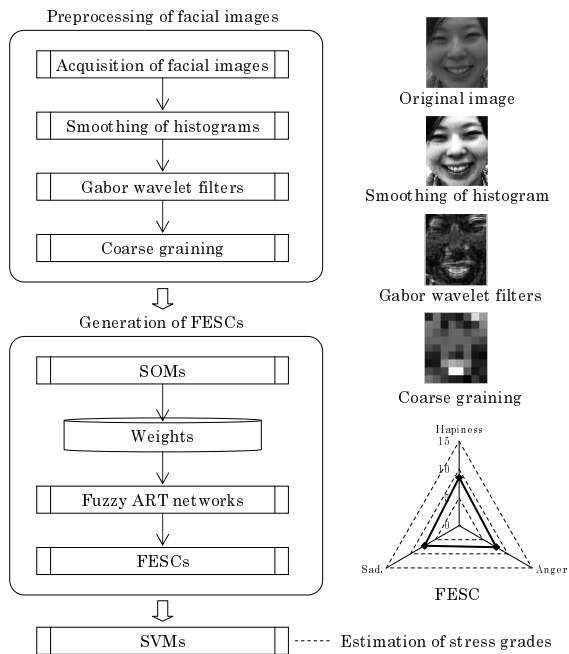 Preprocessing of facial images
Acquisition of facial images
Smoothing of histograms
Gabor wavelet filters
Coarse graining
Generation of FESCs
SOMs
Weights
Fuzzy ART networks
FESCs
SVMs
Estimation of stress grades
Original image
Smoothing of histogram
Gabor wavelet filters
Coarse graining
Hapiness
15
10
5
0
Sad.
Anger
FESC